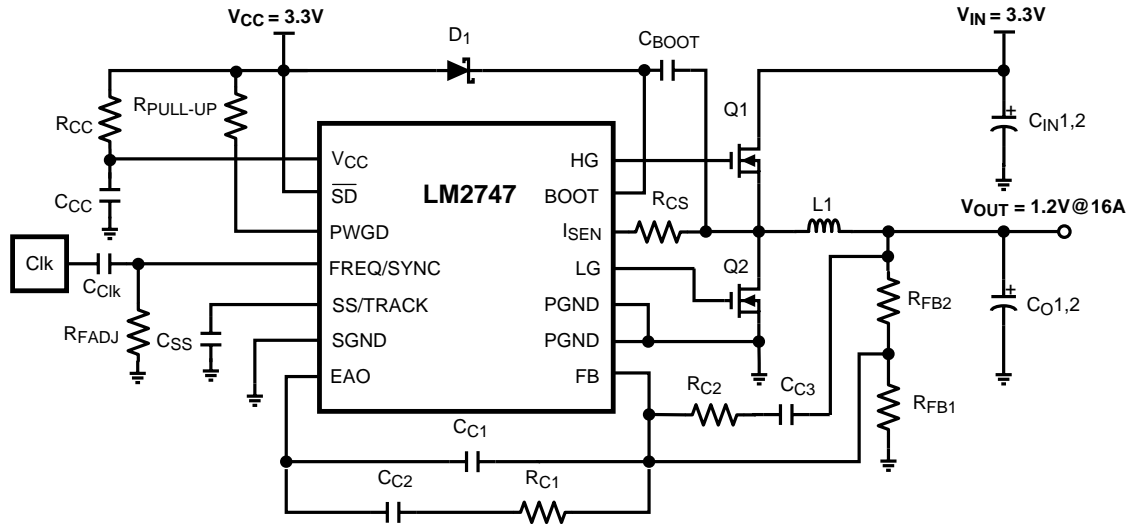 VCC = 3.3V
VIN = 3.3V
D1
CBOOT
RPULL-UP
RCC
Q1
CIN1,2
VCC
HG
LM2747
SD
BOOT
CCC
RCS
VOUT = 1.2V@16A
L1
PWGD
ISEN
Clk
FREQ/SYNC
LG
Q2
CClk
RFB2
CO1,2
SS/TRACK
PGND
RFADJ
CSS
SGND
PGND
EAO
FB
RC2
CC3
RFB1
CC1
CC2
RC1